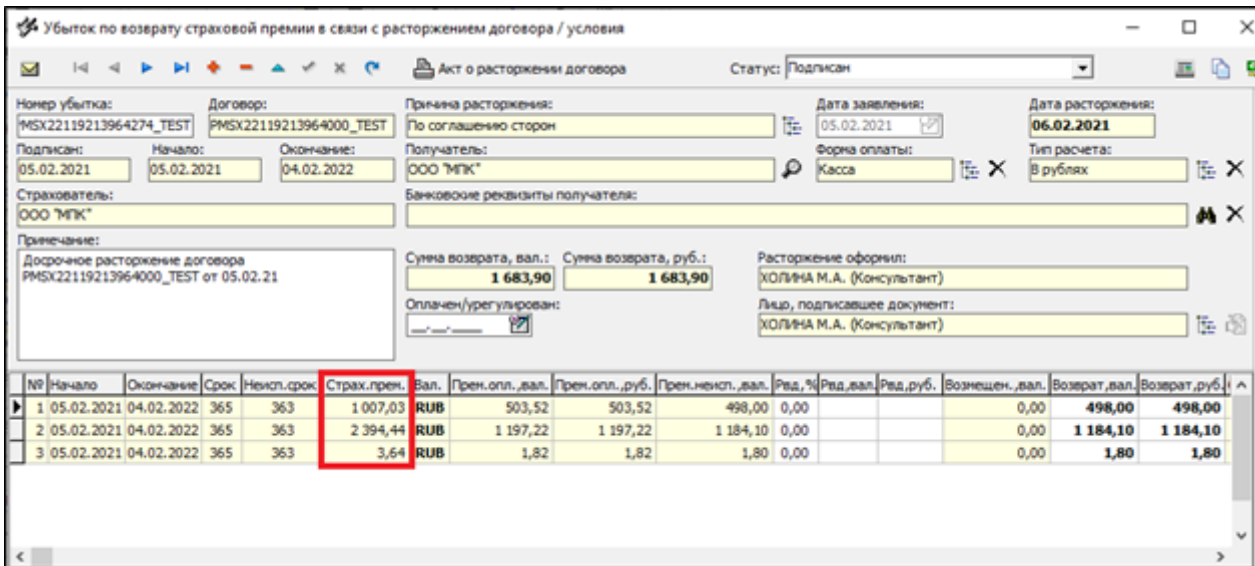 Убыток по возврату страховой премии в связи с расторжением договора / условия
Акт о расторжении договора Статус: Подписан
Номер убытка: Договор: Причина расторжения: Дата заявления: Дата расторжения:
MSX22119213964274_TEST PMSX22119213964000_TEST По соглашению сторон 05.02.2021 06.02.2021
Подписан: Начало: Окончание: Получатель: Форма оплаты: Тип расчета:
05.02.2021 05.02.2021 04.02.2022 ООО "МПК" Касса В рублях
Страхователь: Банковские реквизиты получателя:
ООО "МПК"
Примечание:
Досрочное расторжение договора
PMSX22119213964000_TEST от 05.02.21
Сумма возврата, вал.: Сумма возврата, руб.: Расторжение оформил:
1 683,90 1 683,90 ХОЛИНА М.А. (Консультант)
Оплачен/урегулирован: Лицо, подписавшее документ:
__.__.____ ХОЛИНА М.А. (Консультант)
№ Начало Окончание Срок Неисп.срок Страх.прен. Вал. Прен.опл.,вал. Прен.опл.,руб. Прен.неисп.,вал. Рвд,% Рвд,вал. Рвд,руб. Возмещен.,вал. Возврат,вал. Возврат,руб.
1 05.02.2021 04.02.2022 365 363 1 007,03 RUB 503,52 503,52 498,00 0,00 0,00 498,00 498,00
2 05.02.2021 04.02.2022 365 363 2 394,44 RUB 1 197,22 1 197,22 1 184,10 0,00 0,00 1 184,10 1 184,10
3 05.02.2021 04.02.2022 365 363 3,64 RUB 1,82 1,82 1,80 0,00 0,00 1,80 1,80